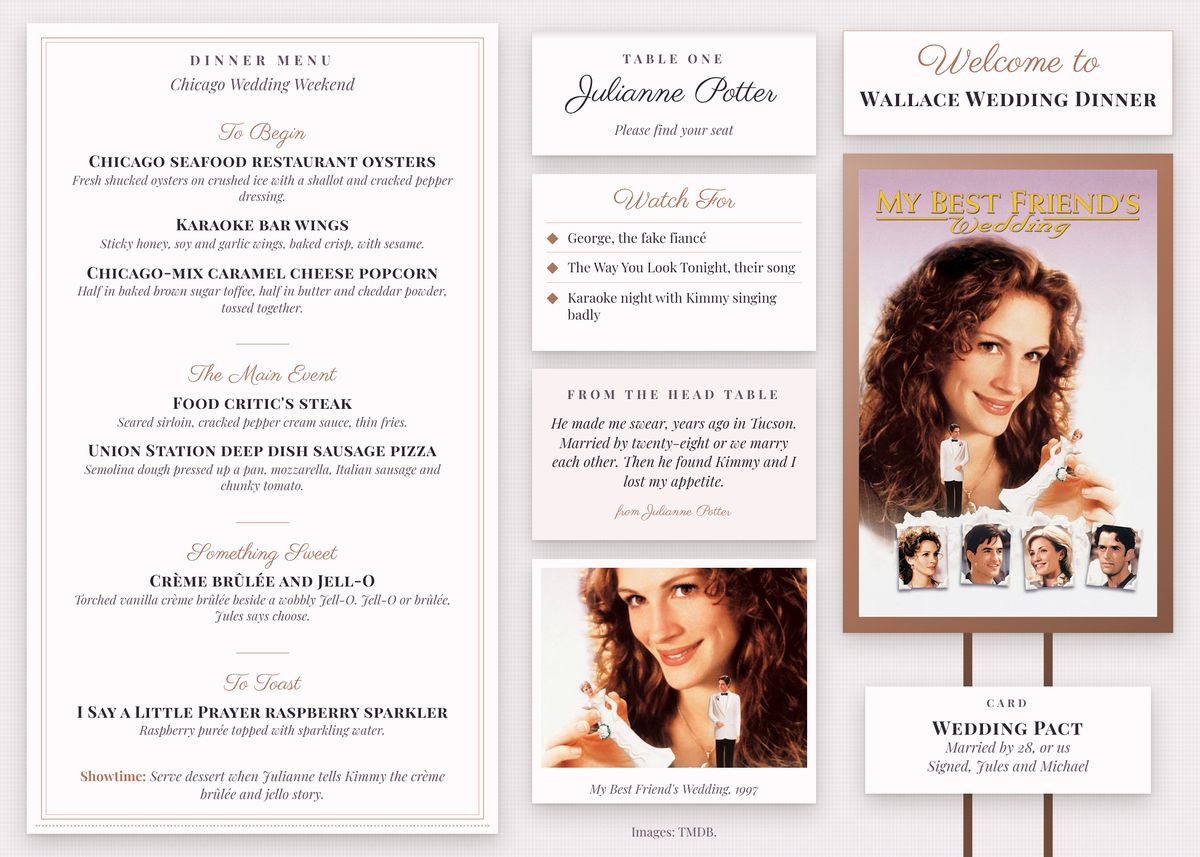 DINNER MENU
Chicago Wedding Weekend
To Begin
Chicago seafood restaurant oysters
Fresh shucked oysters on crushed ice with a shallot and cracked pepper
dressing.
Karaoke bar wings
Sticky honey, soy and garlic wings, baked crisp, with sesame.
Chicago-mix caramel cheese popcorn
Half in baked brown sugar toffee, half in butter and cheddar powder,
tossed together.
The Main Event
Food critic's steak
Seared sirloin, cracked pepper cream sauce, thin fries.
Union Station deep dish sausage pizza
Semolina dough pressed up a pan, mozzarella, Italian sausage and
chunky tomato.
Something Sweet
Crème brûlée and Jell-O
Torched vanilla crème brûlée beside a wobbly Jell-O. Jell-O or brûlée,
Jules says choose.
To Toast
I Say a Little Prayer raspberry sparkler
Raspberry purée topped with sparkling water.
Showtime: Serve dessert when Julianne tells Kimmy the crème
brûlée and jello story.
TABLE ONE
Julianne Potter
Please find your seat
Watch For
George, the fake fiancé
The Way You Look Tonight, their song
Karaoke night with Kimmy singing
badly
FROM THE HEAD TABLE
He made me swear, years ago in Tucson.
Married by twenty-eight or we marry
each other. Then he found Kimmy and I
lost my appetite.
from Julianne Potter
My Best Friend's Wedding, 1997
Images: TMDB.
Welcome to
Wallace Wedding Dinner
MY BEST FRIEND'S
Wedding
CARD
Wedding Pact
Married by 28, or us
Signed, Jules and Michael